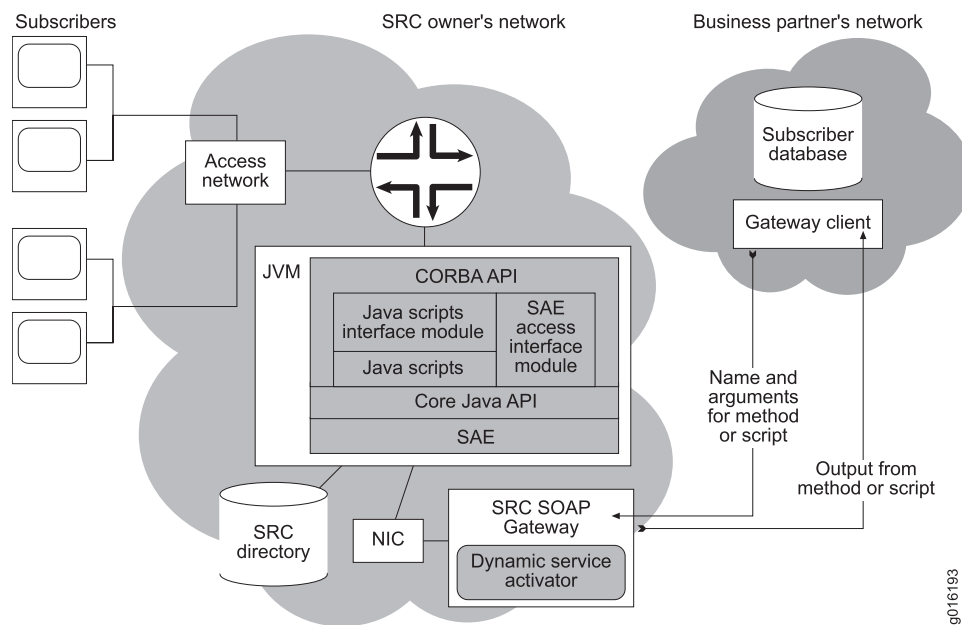 Subscribers
SRC owner's network
Business partner's network
Subscriber
database
Access
network
Gateway client
JVM
CORBA API
Java scripts
interface module
SAE
access
interface
module
Java scripts
Core Java API
SAE
Name and
arguments
for method
or script
Output from
method or script
SRC
directory
NIC
SRC SOAP
Gateway
Dynamic service
activator
g016193